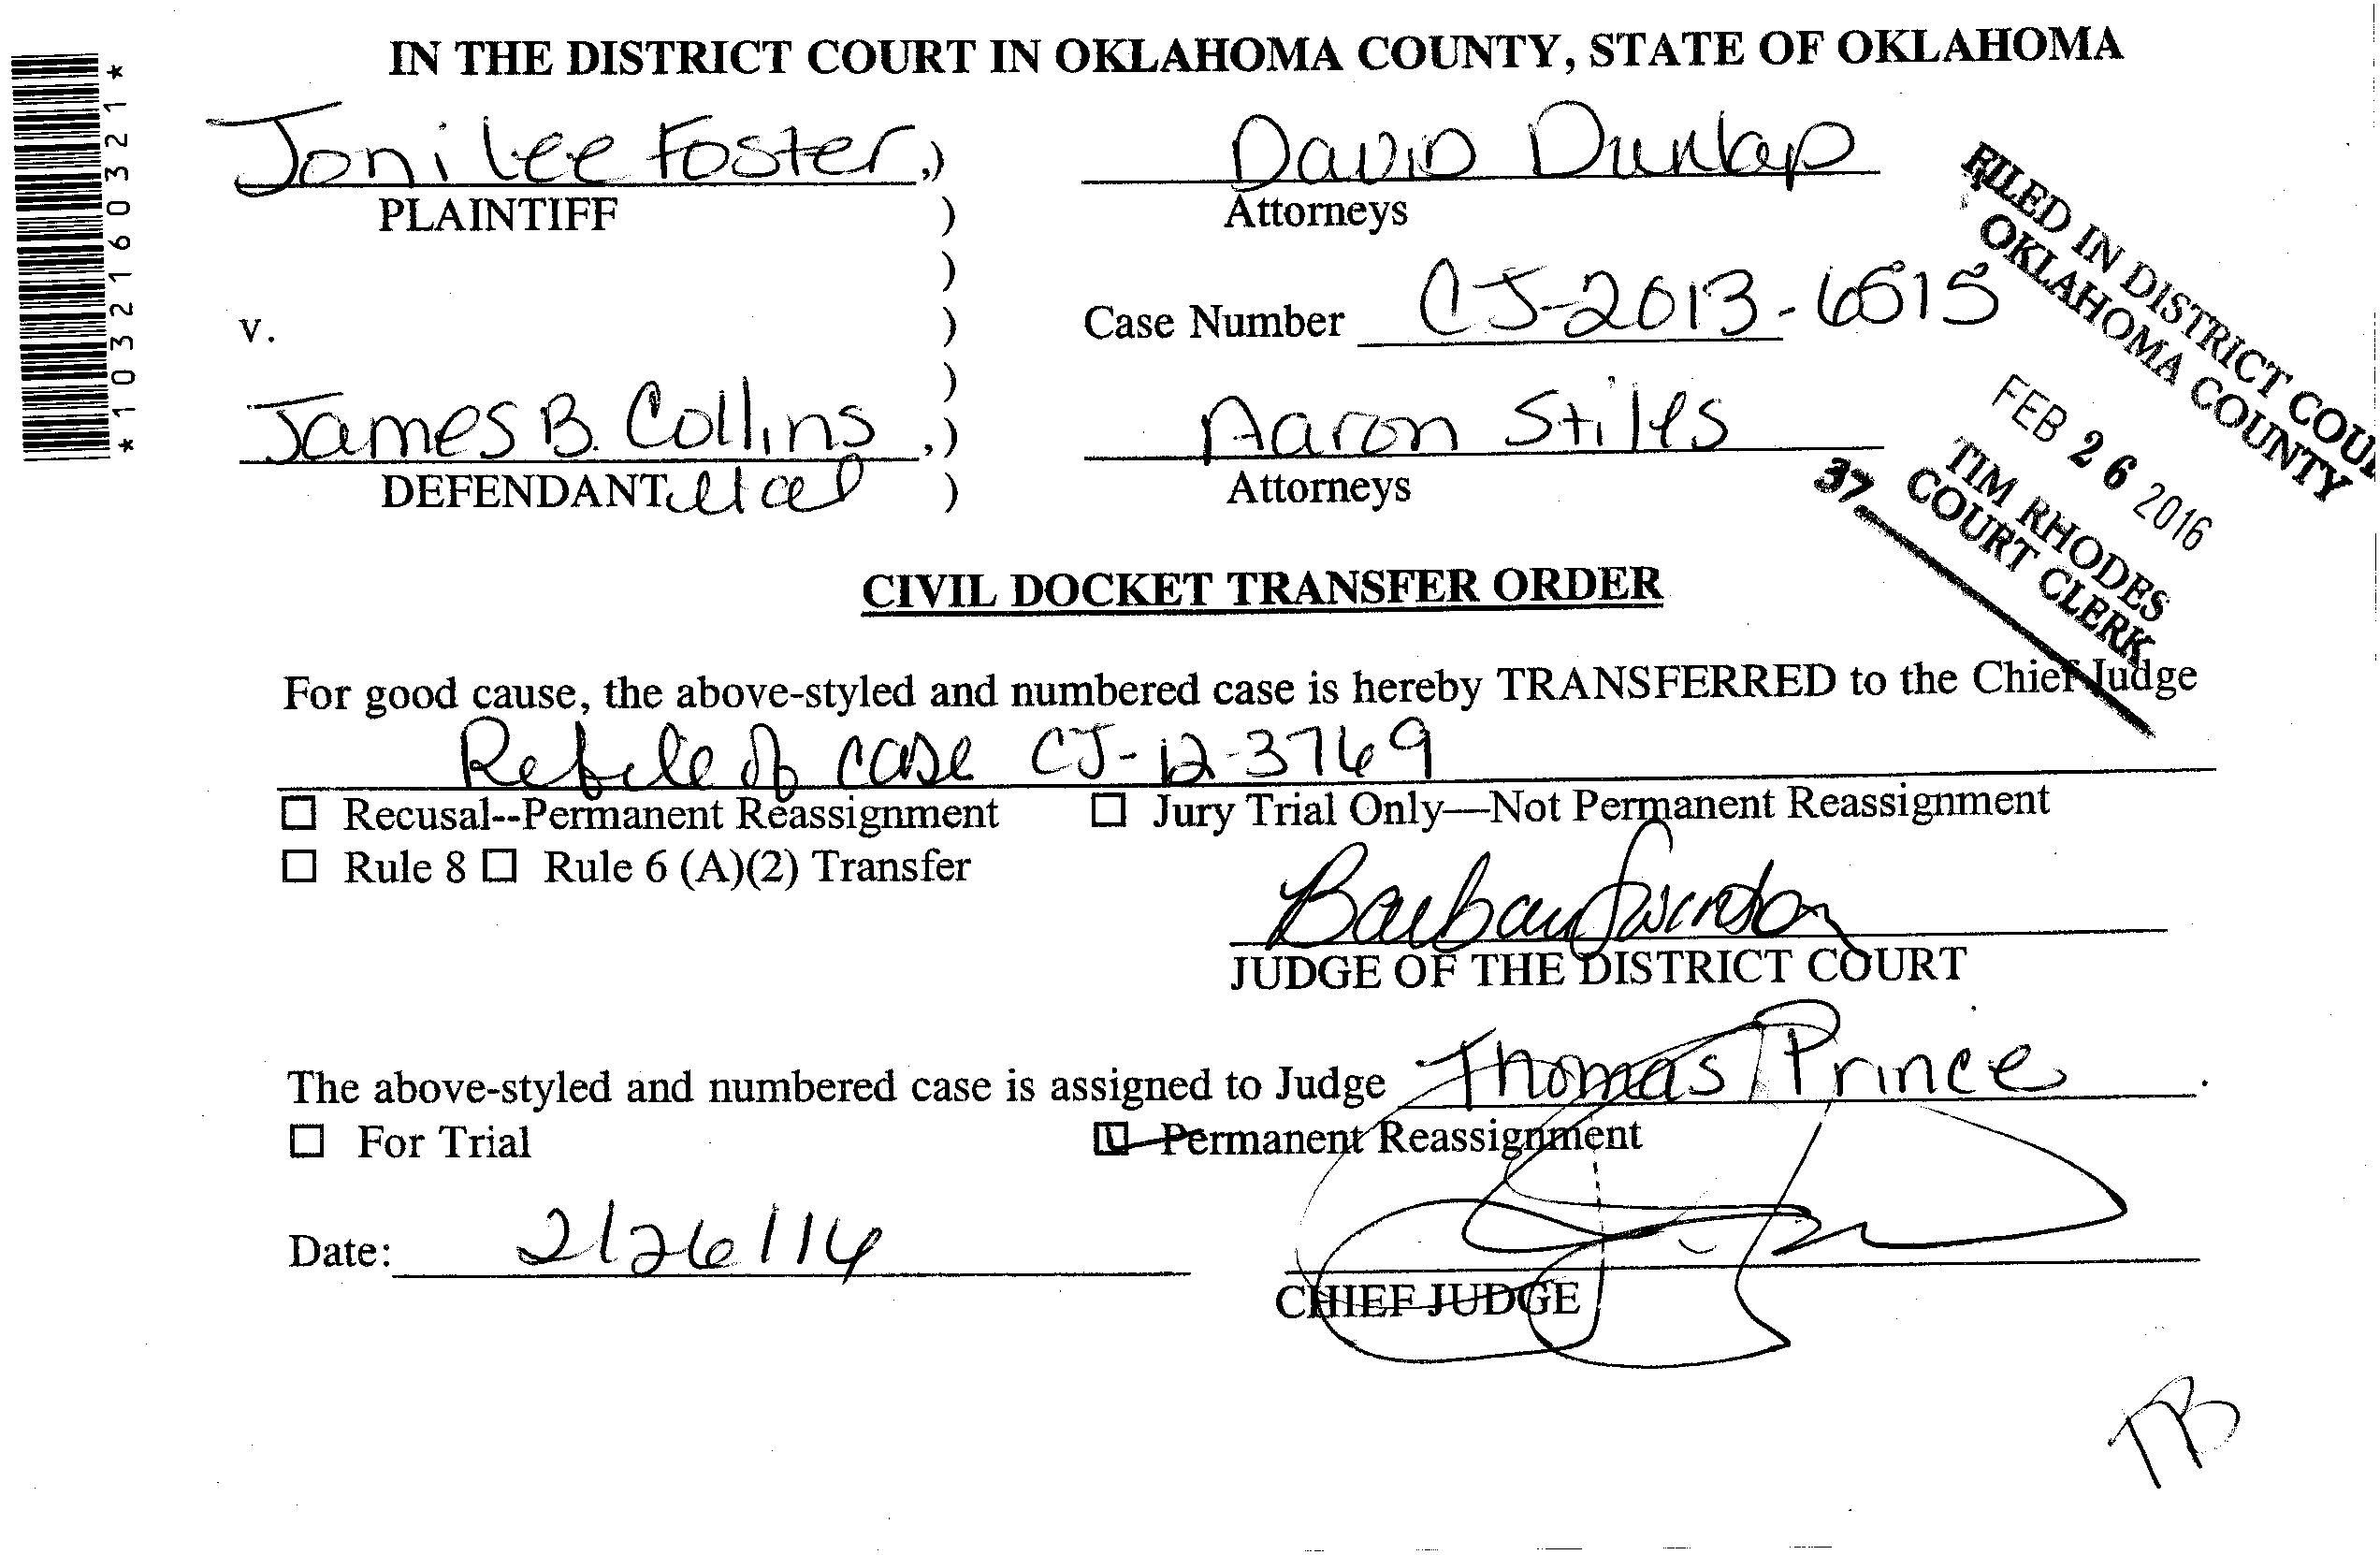 IN THE DISTRICT COURT IN OKLAHOMA COUNTY, STATE OF OKLAHOMA
*1032160321*
Joni Lee Foster,)
PLAINTIFF )
)
v. )
)
James B. Collins ,)
DEFENDANT et al )
David Dunlap
Attorneys
Case Number CJ-2013-6515
Aaron Stiles
Attorneys
FILED IN DISTRICT COU
OKLAHOMA COUNTY
FEB 26 2016
TIM RHODES
COURT CLERK
37
CIVIL DOCKET TRANSFER ORDER
For good cause, the above-styled and numbered case is hereby TRANSFERRED to the Chief Judge
Refile of case CJ-12-3769
☐ Recusal--Permanent Reassignment ☐ Jury Trial Only—Not Permanent Reassignment
☐ Rule 8 ☐ Rule 6 (A)(2) Transfer
Barbara Swinton
JUDGE OF THE DISTRICT COURT
The above-styled and numbered case is assigned to Judge Thomas Prince.
☐ For Trial ☑ Permanent Reassignment
Date: 2/26/16
CHIEF JUDGE